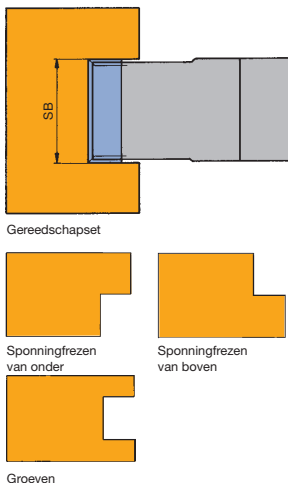 SB
Gereedschapset
Sponningfrezen
van onder
Sponningfrezen
van boven
Groeven